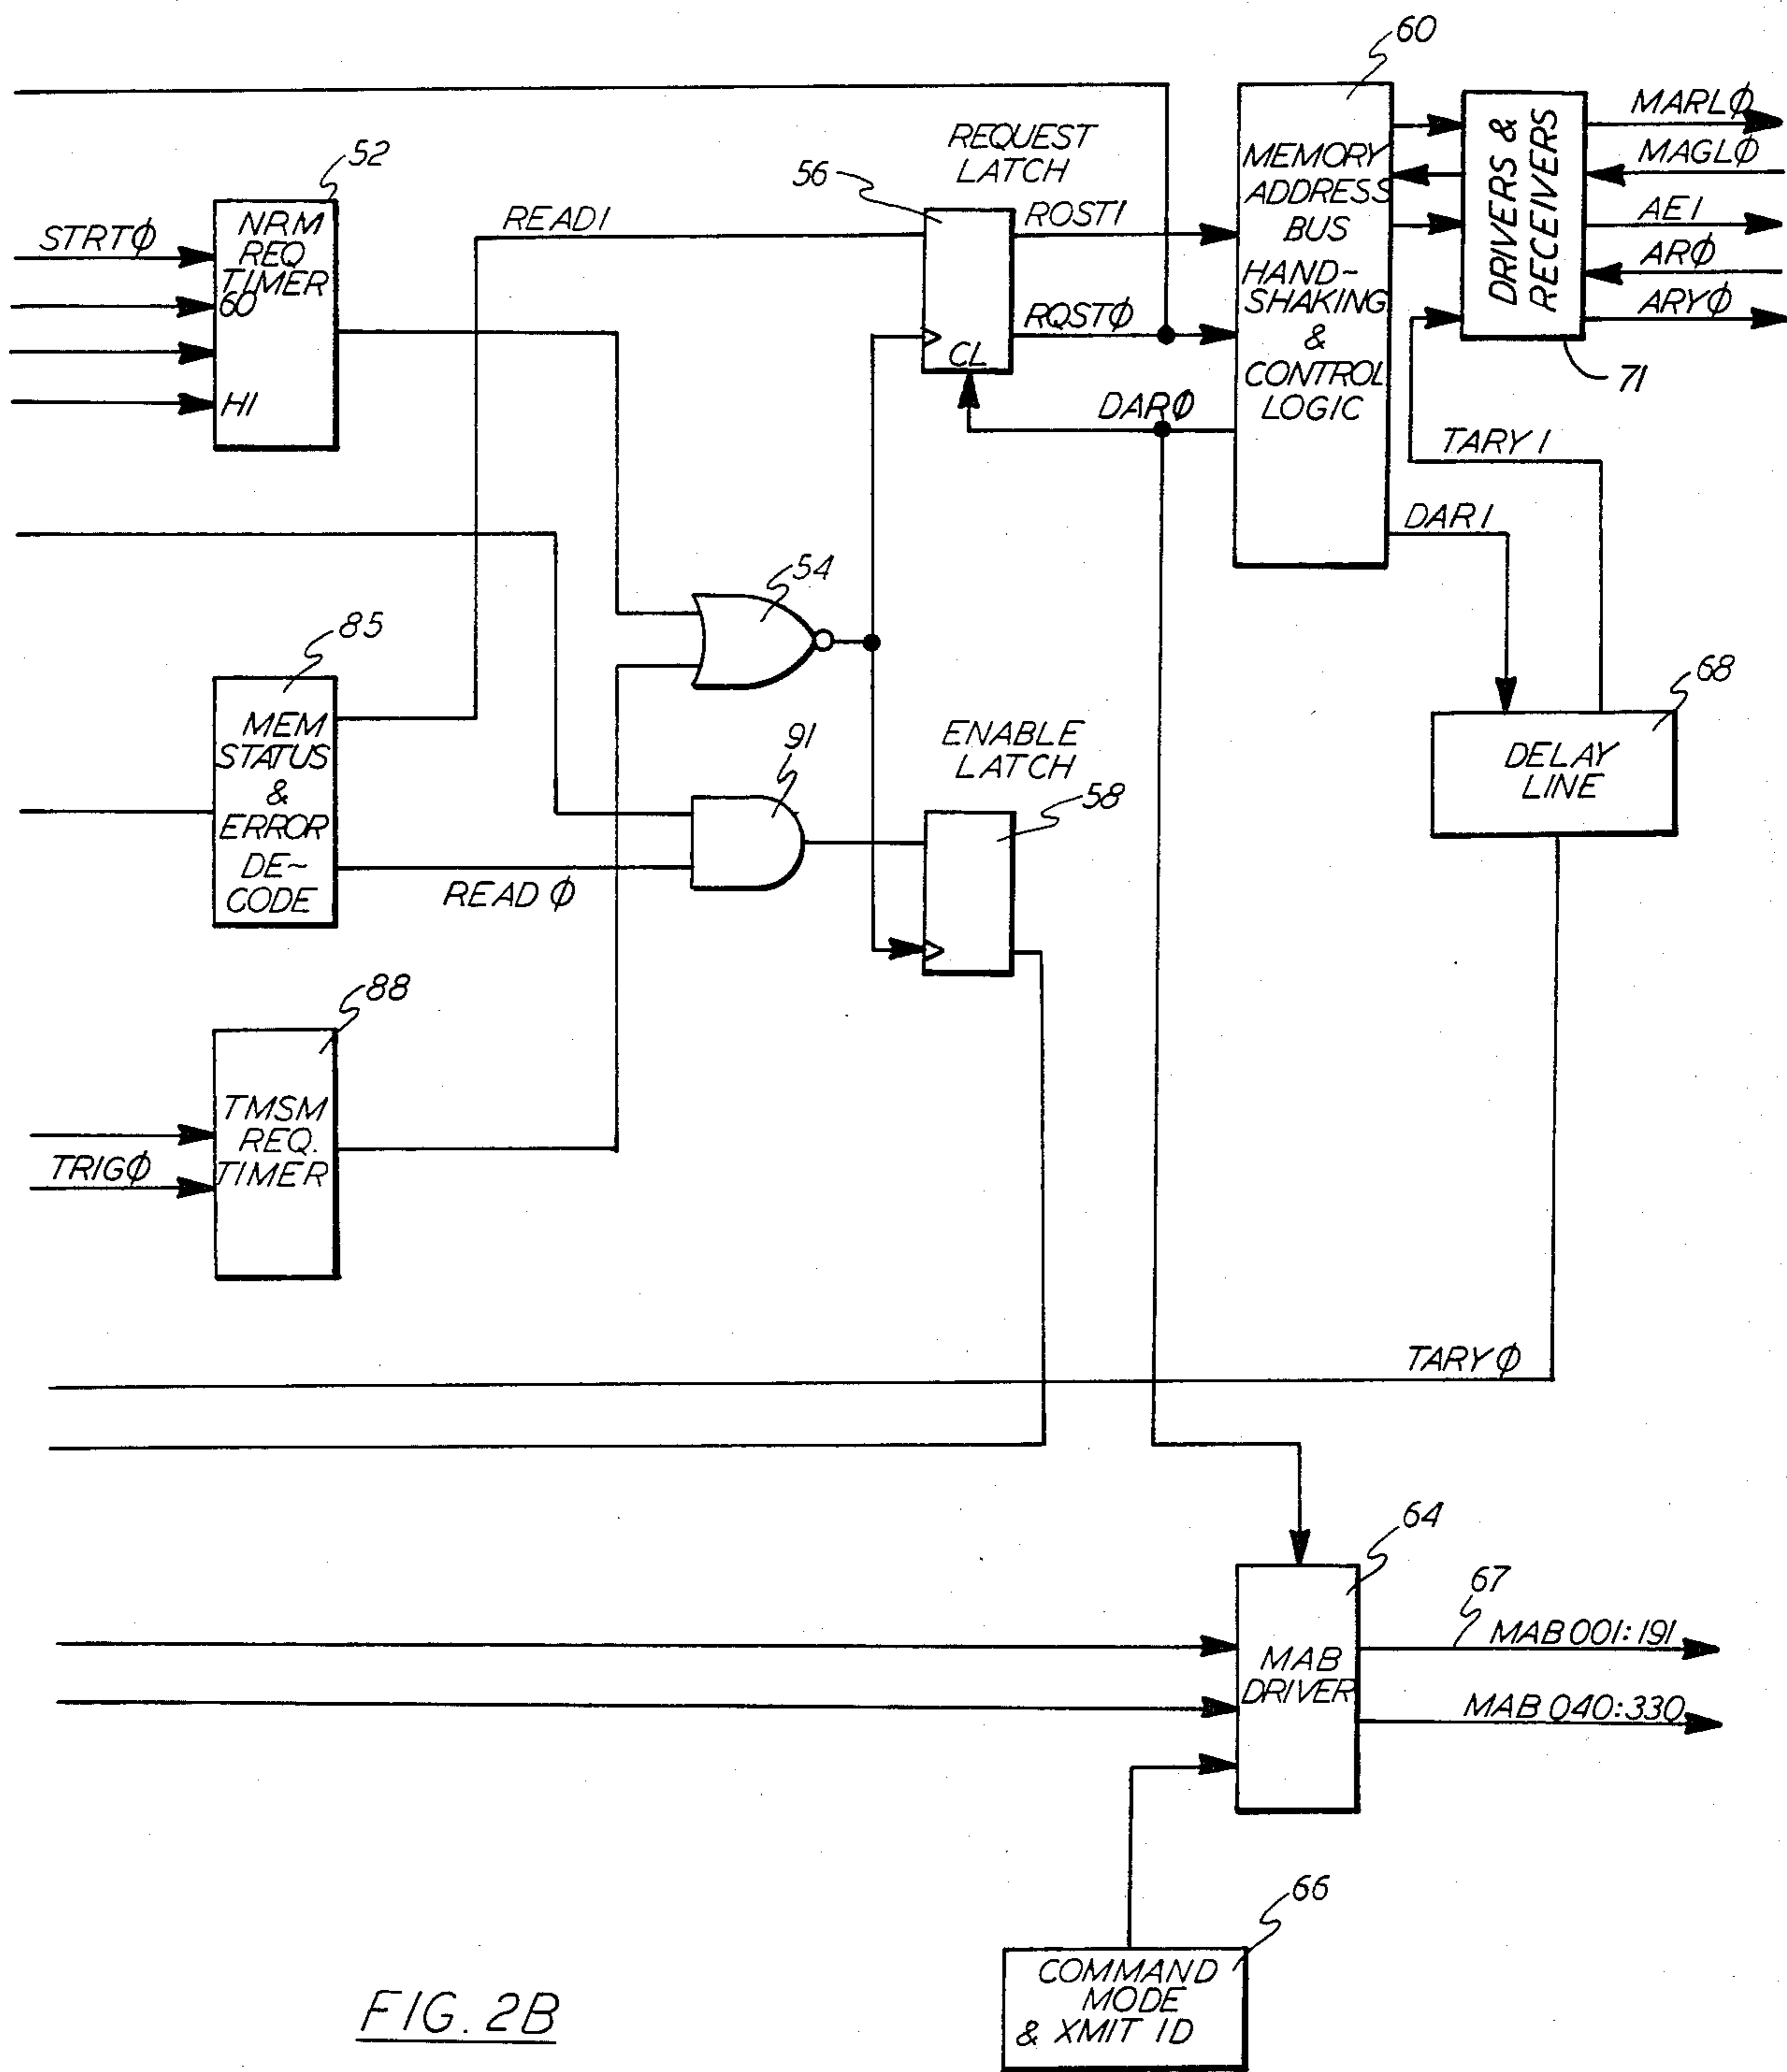 60
MARLØ
REQUEST
LATCH
MEMORY
ADDRESS
BUS
HAND-
SHAKING
&
CONTROL
LOGIC
DRIVERS &
RECEIVERS
MAGLØ
52
56
NRM
REQ
TIMER
60
HI
STRTØ
READ1
ROST1
AE1
ARØ
RQSTØ
ARYØ
CL
71
DARØ
TARY1
DAR1
54
85
68
MEM
STATUS
&
ERROR
DE-
CODE
91
ENABLE
LATCH
DELAY
LINE
58
READ Ø
88
TMSM
REQ.
TIMER
TRIGØ
TARYØ
64
67
MAB 001:191
MAB
DRIVER
MAB 040:330
66
COMMAND
MODE
& XMIT ID
FIG. 2B